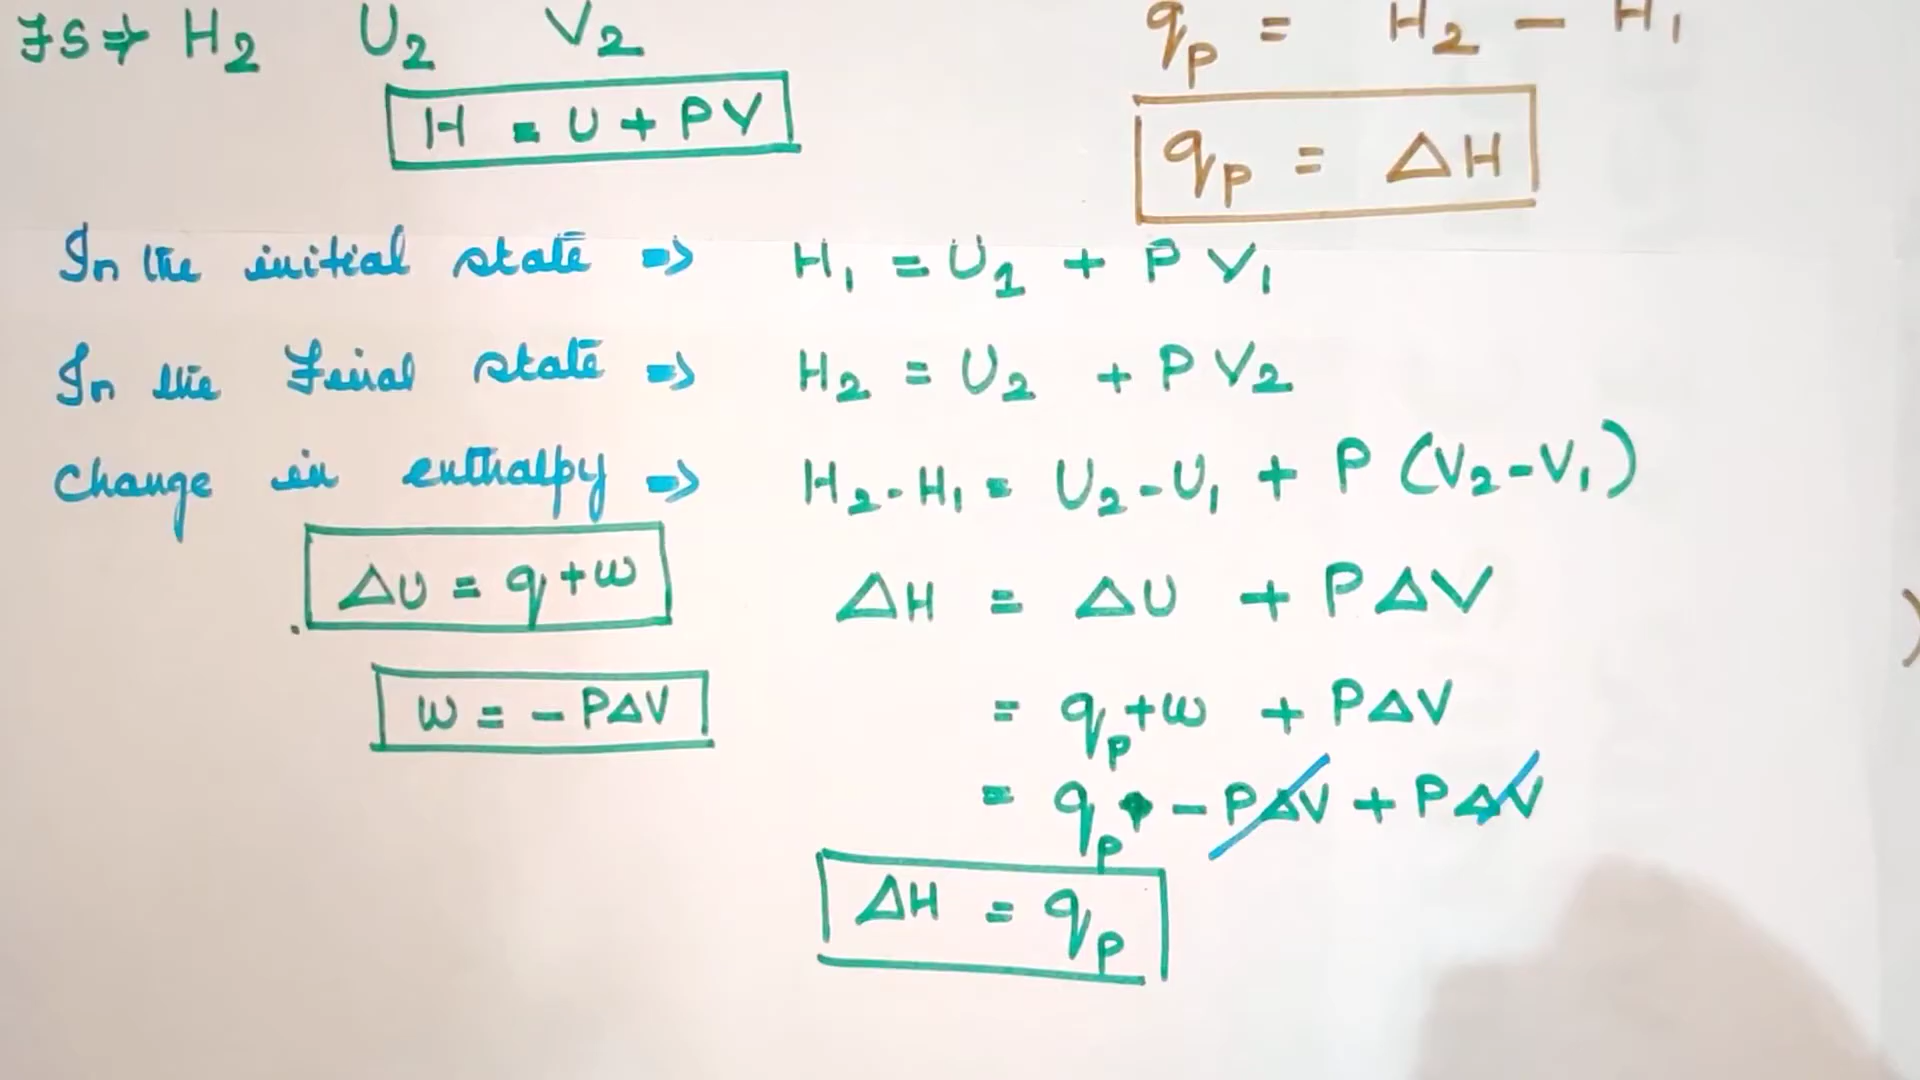 FS ⇒ H₂ U₂ V₂
H = U + PV
qₚ = H₂ - H₁
qₚ = ΔH
In the initial state ⇒ H₁ = U₁ + PV₁
In the Final state ⇒ H₂ = U₂ + PV₂
Change in enthalpy ⇒ H₂-H₁ = U₂-U₁ + P(V₂-V₁)
ΔU = q+w
ΔH = ΔU + PΔV
w = -PΔV
= qₚ+w + PΔV
= qₚ - PΔV + PΔV
ΔH = qₚ
)